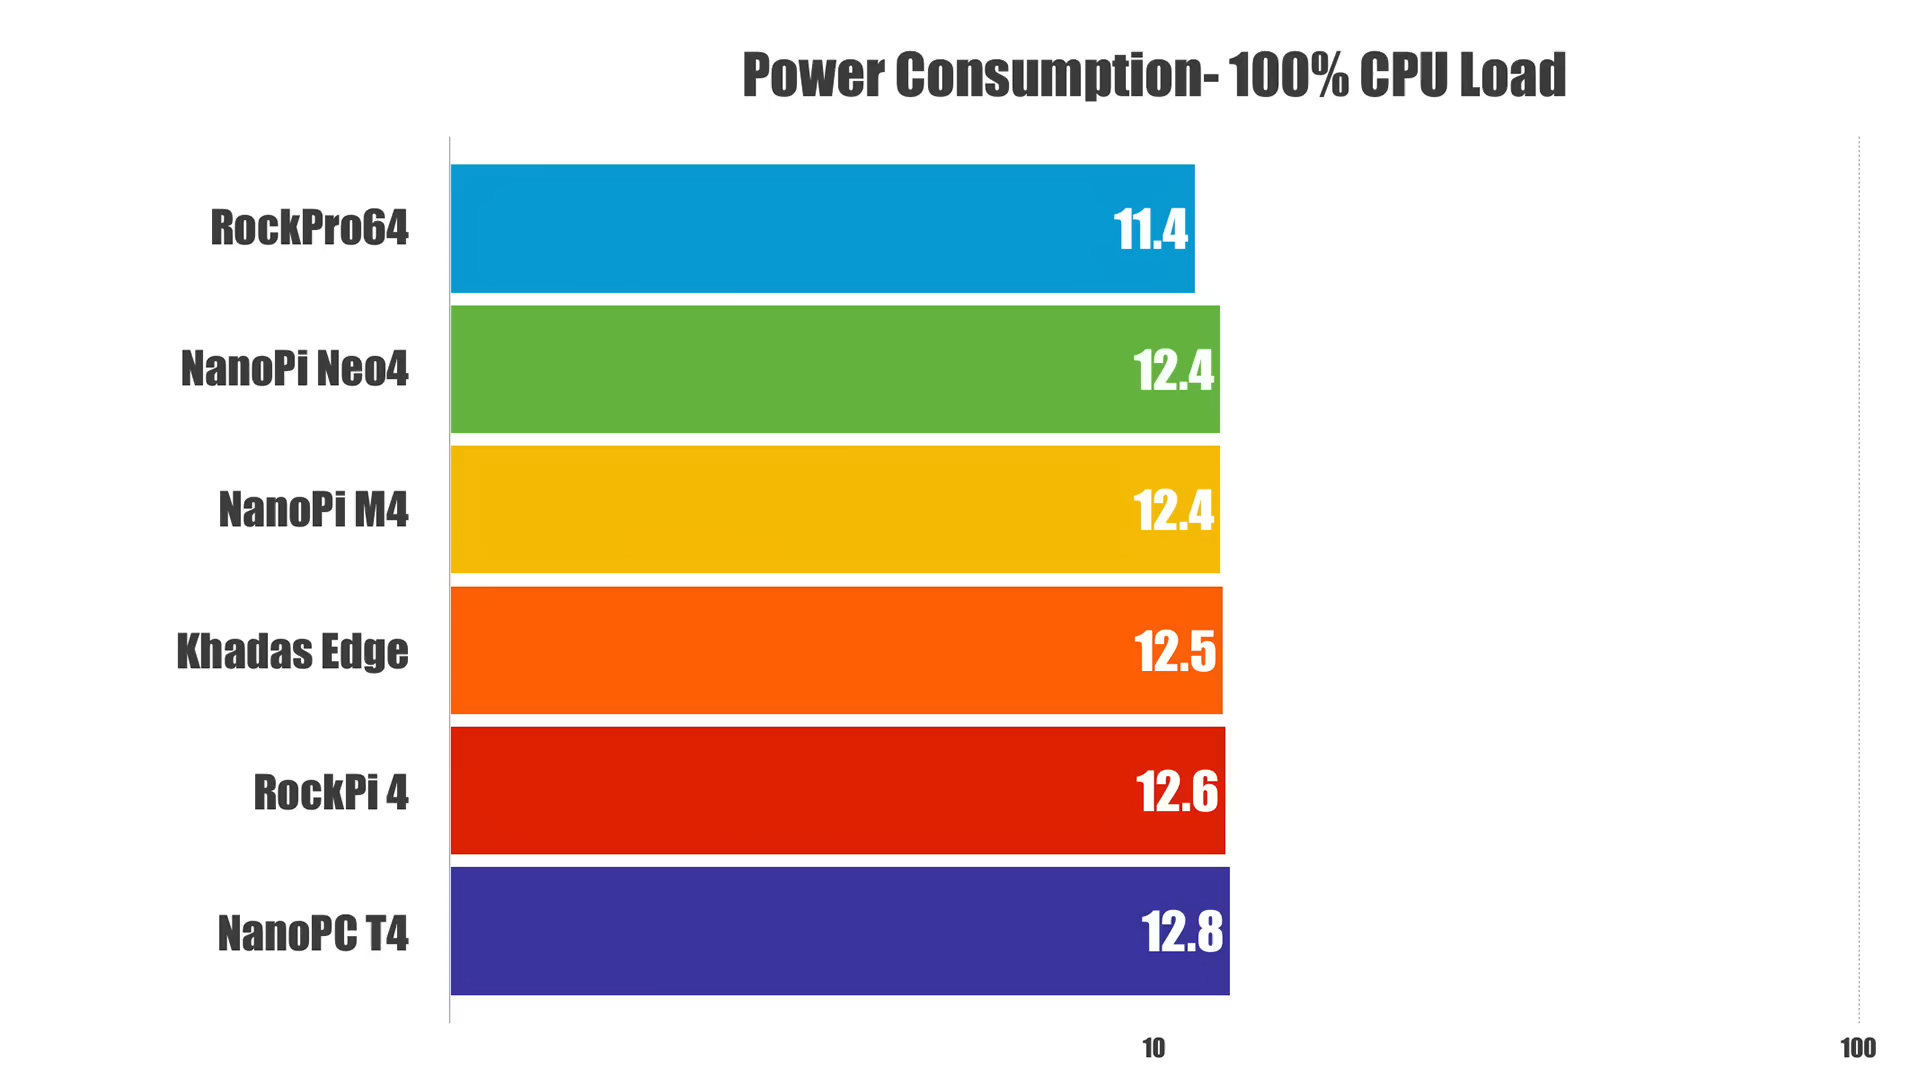 Power Consumption- 100% CPU Load
RockPro64 11.4
NanoPi Neo4 12.4
NanoPi M4 12.4
Khadas Edge 12.5
RockPi 4 12.6
NanoPC T4 12.8
10 100